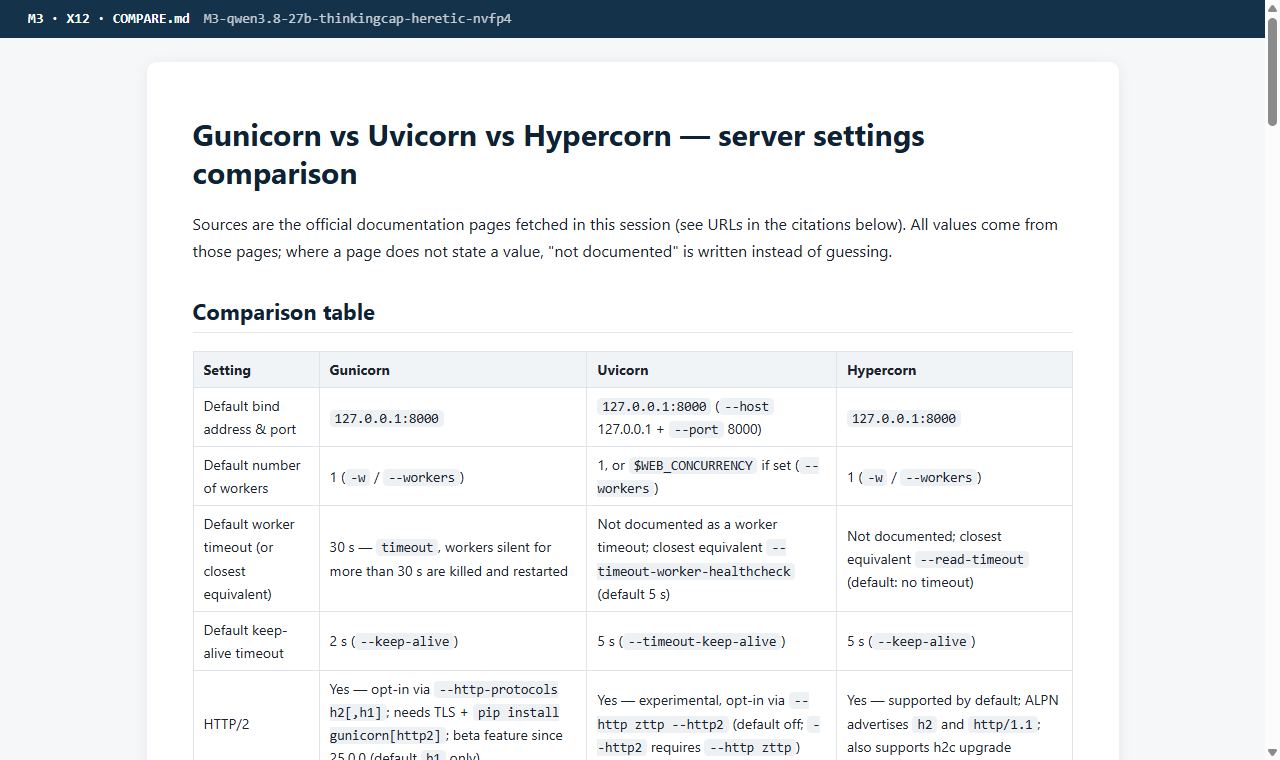 M3 · X12 · COMPARE.md M3-qwen3.8-27b-thinkingcap-heretic-nvfp4
Gunicorn vs Uvicorn vs Hypercorn — server settings
comparison
Sources are the official documentation pages fetched in this session (see URLs in the citations below). All values come from
those pages; where a page does not state a value, "not documented" is written instead of guessing.
Comparison table
Setting Gunicorn Uvicorn Hypercorn
Default bind
address & port
127.0.0.1:8000
127.0.0.1:8000 ( --host
127.0.0.1 + --port 8000)
127.0.0.1:8000
Default number
of workers
1 ( -w / --workers )
1, or $WEB_CONCURRENCY if set ( --
workers )
1 ( -w / --workers )
Default worker
timeout (or
closest
equivalent)
30 s — timeout , workers silent for
more than 30 s are killed and restarted
Not documented as a worker
timeout; closest equivalent --
timeout-worker-healthcheck
(default 5 s)
Not documented; closest
equivalent --read-timeout
(default: no timeout)
Default keep-
alive timeout
2 s ( --keep-alive )
5 s ( --timeout-keep-alive )
5 s ( --keep-alive )
HTTP/2
Yes — opt-in via --http-protocols
h2[,h1] ; needs TLS + pip install
gunicorn[http2] ; beta feature since
25.0.0 (default h1 only)
Yes — experimental, opt-in via --
http zttp --http2 (default off; -
-http2 requires --http zttp )
Yes — supported by default; ALPN
advertises h2 and http/1.1 ;
also supports h2c upgrade